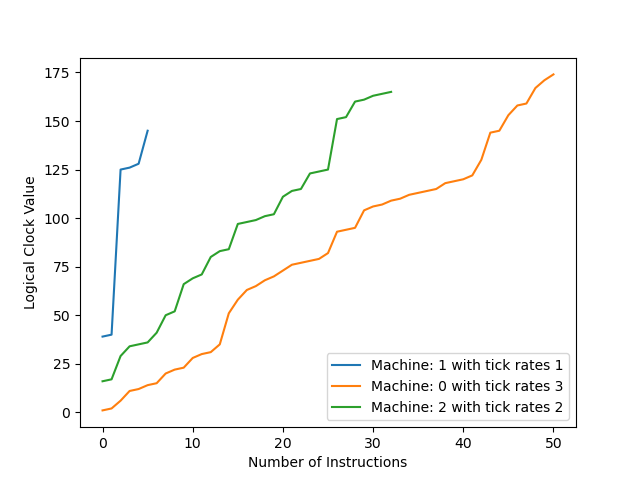 175
150
125
100
75
50
25
0
Logical Clock Value
Machine: 1 with tick rates 1
Machine: 0 with tick rates 3
Machine: 2 with tick rates 2
0 10 20 30 40 50
Number of Instructions